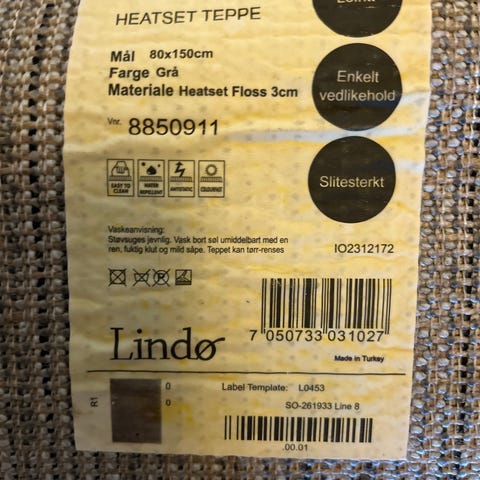 HEATSET TEPPE
Mål 80x150cm
Farge Grå
Materiale Heatset Floss 3cm
Vnr. 8850911
Enkelt
vedlikehold
Slitesterkt
EASY TO
CLEAN
WATER
REPELLENT
ANTISTATIC
COLOURFAST
Vaskeanvisning:
Støvsuges jevnlig. Vask bort søl umiddelbart med en
ren, fuktig klut og mild såpe. Teppet kan tørr-renses
IO2312172
7 050733 031027
Lindø
Made in Turkey
R1
0
0
Label Template: L0453
SO-261933 Line 8
.00.01